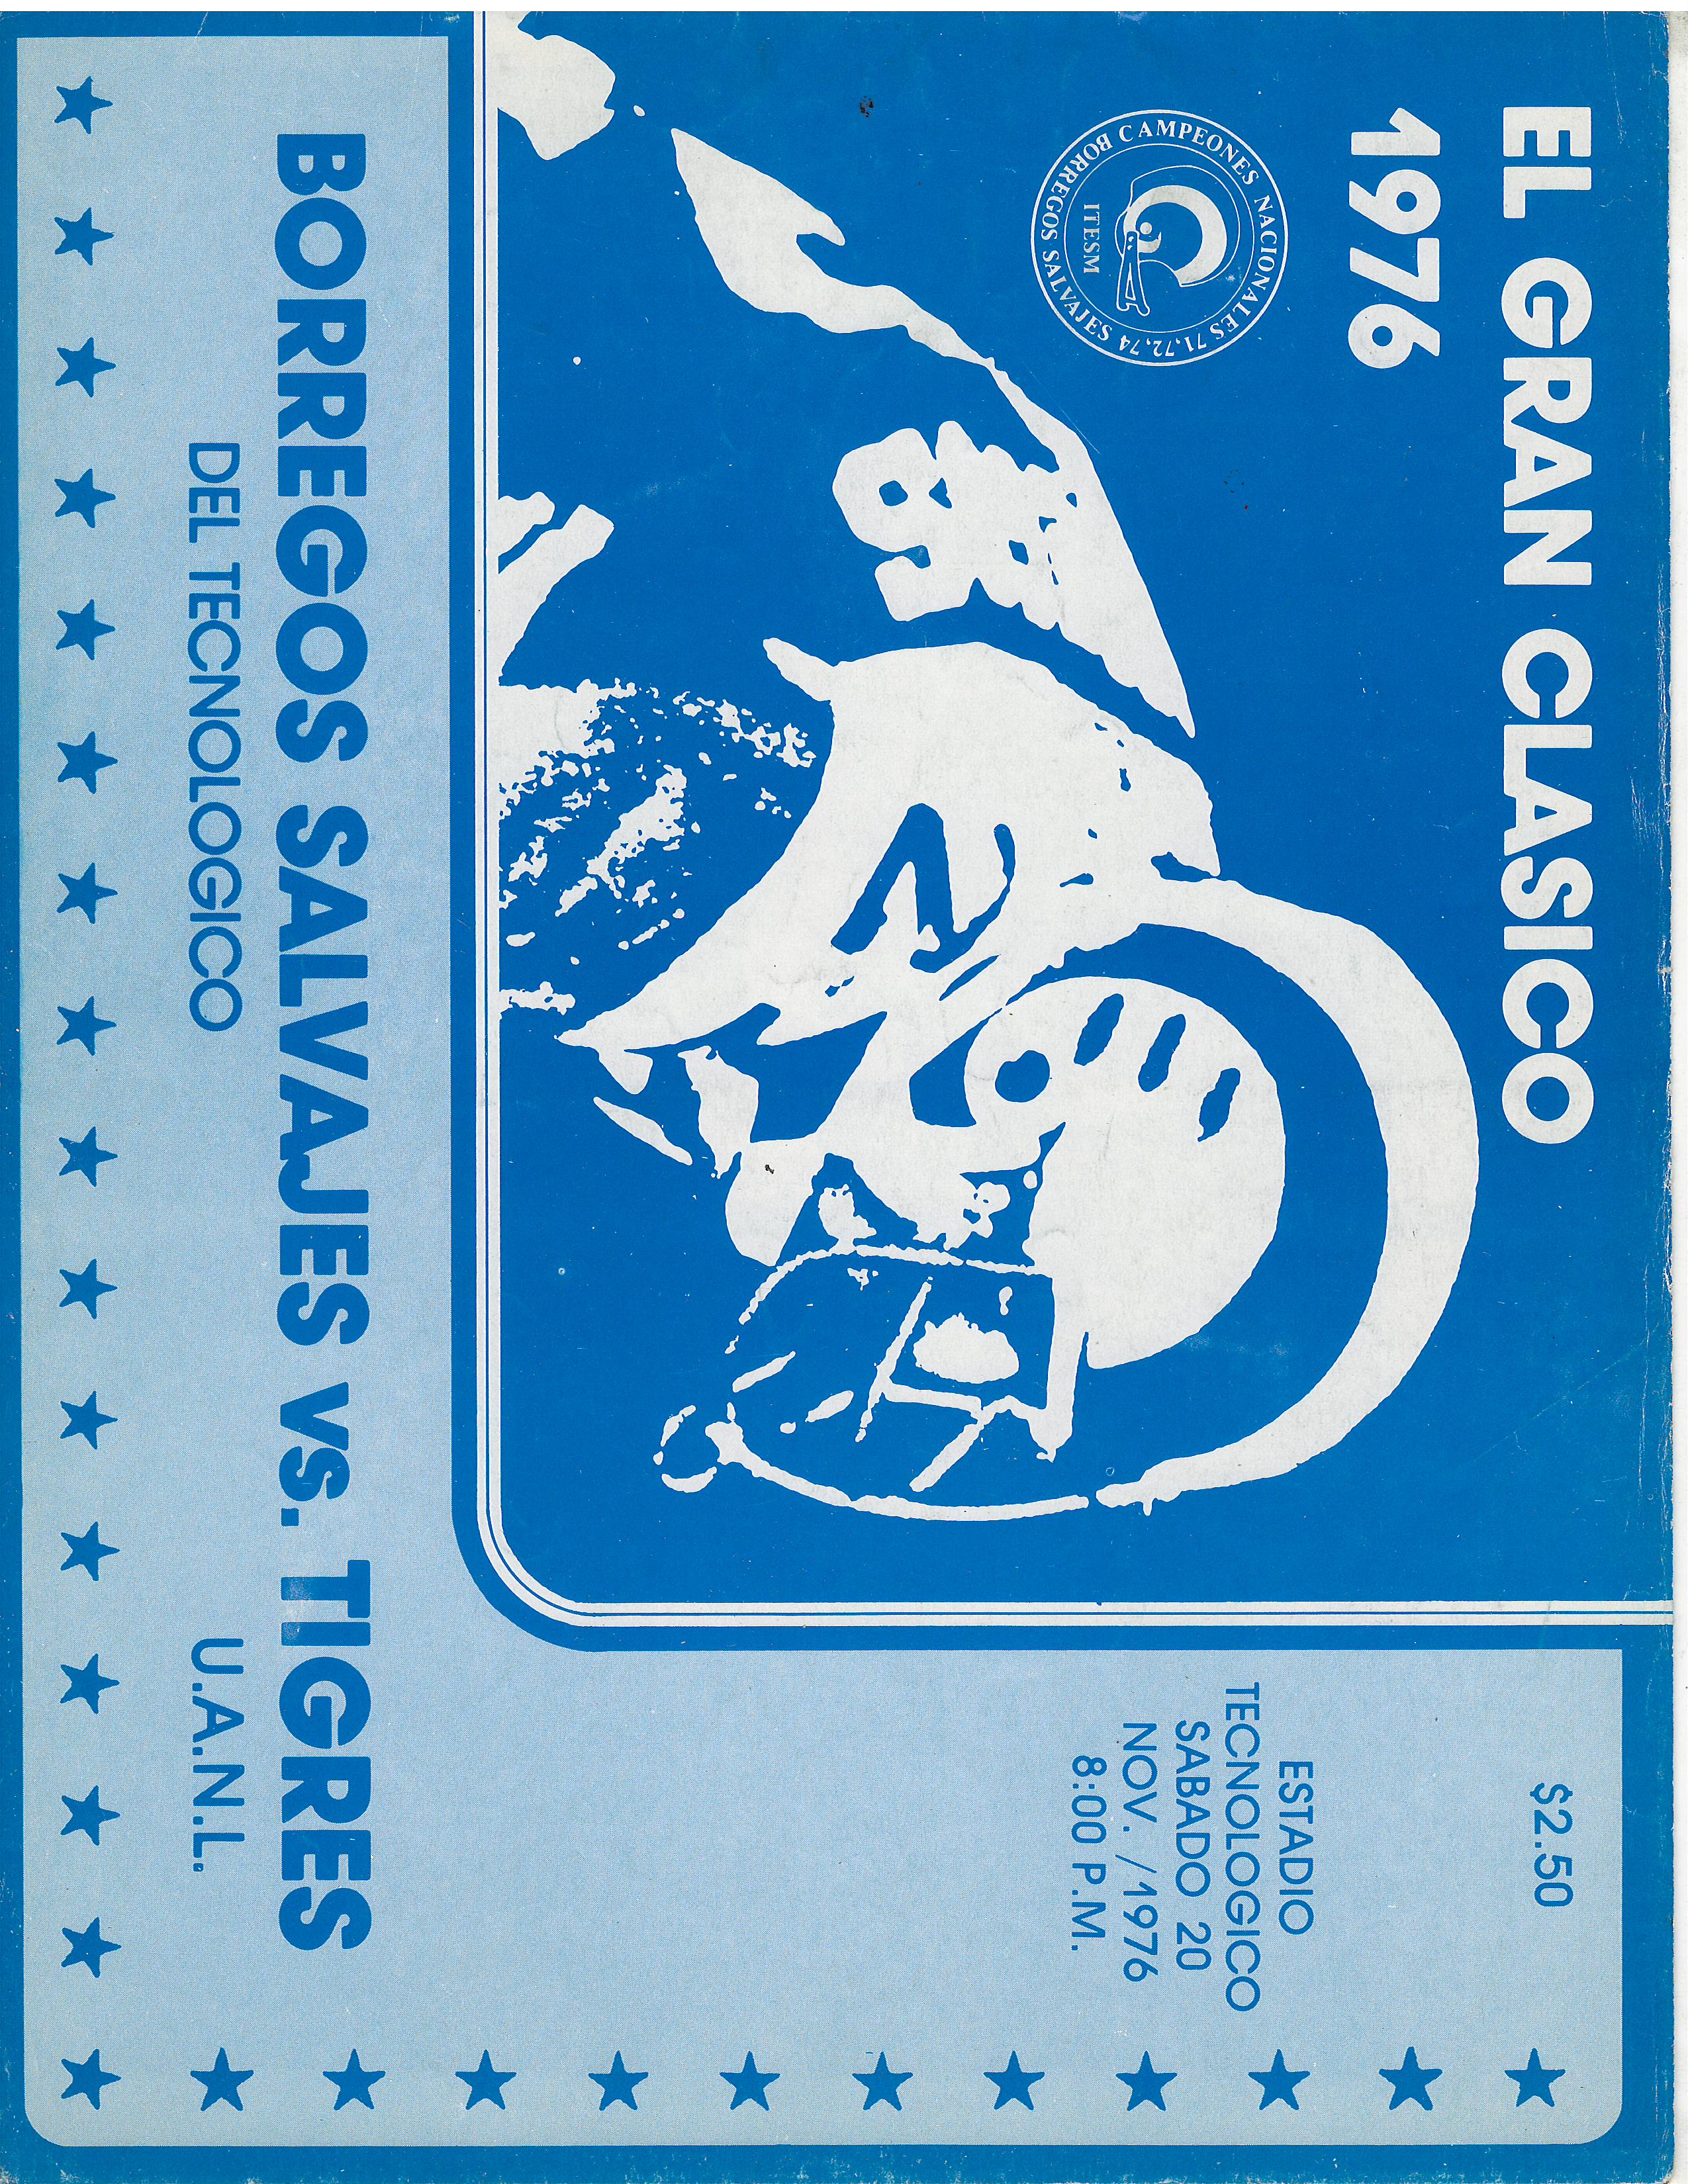 EL GRAN CLASICO
1976
CAMPEONES NACIONALES 71,72,74
BORREGOS SALVAJES
ITESM
$2.50
ESTADIO
TECNOLOGICO
SABADO 20
NOV. /1976
8:00 P.M.
BORREGOS SALVAJES VS. TIGRES
DEL TECNOLOGICO U.A.N.L.